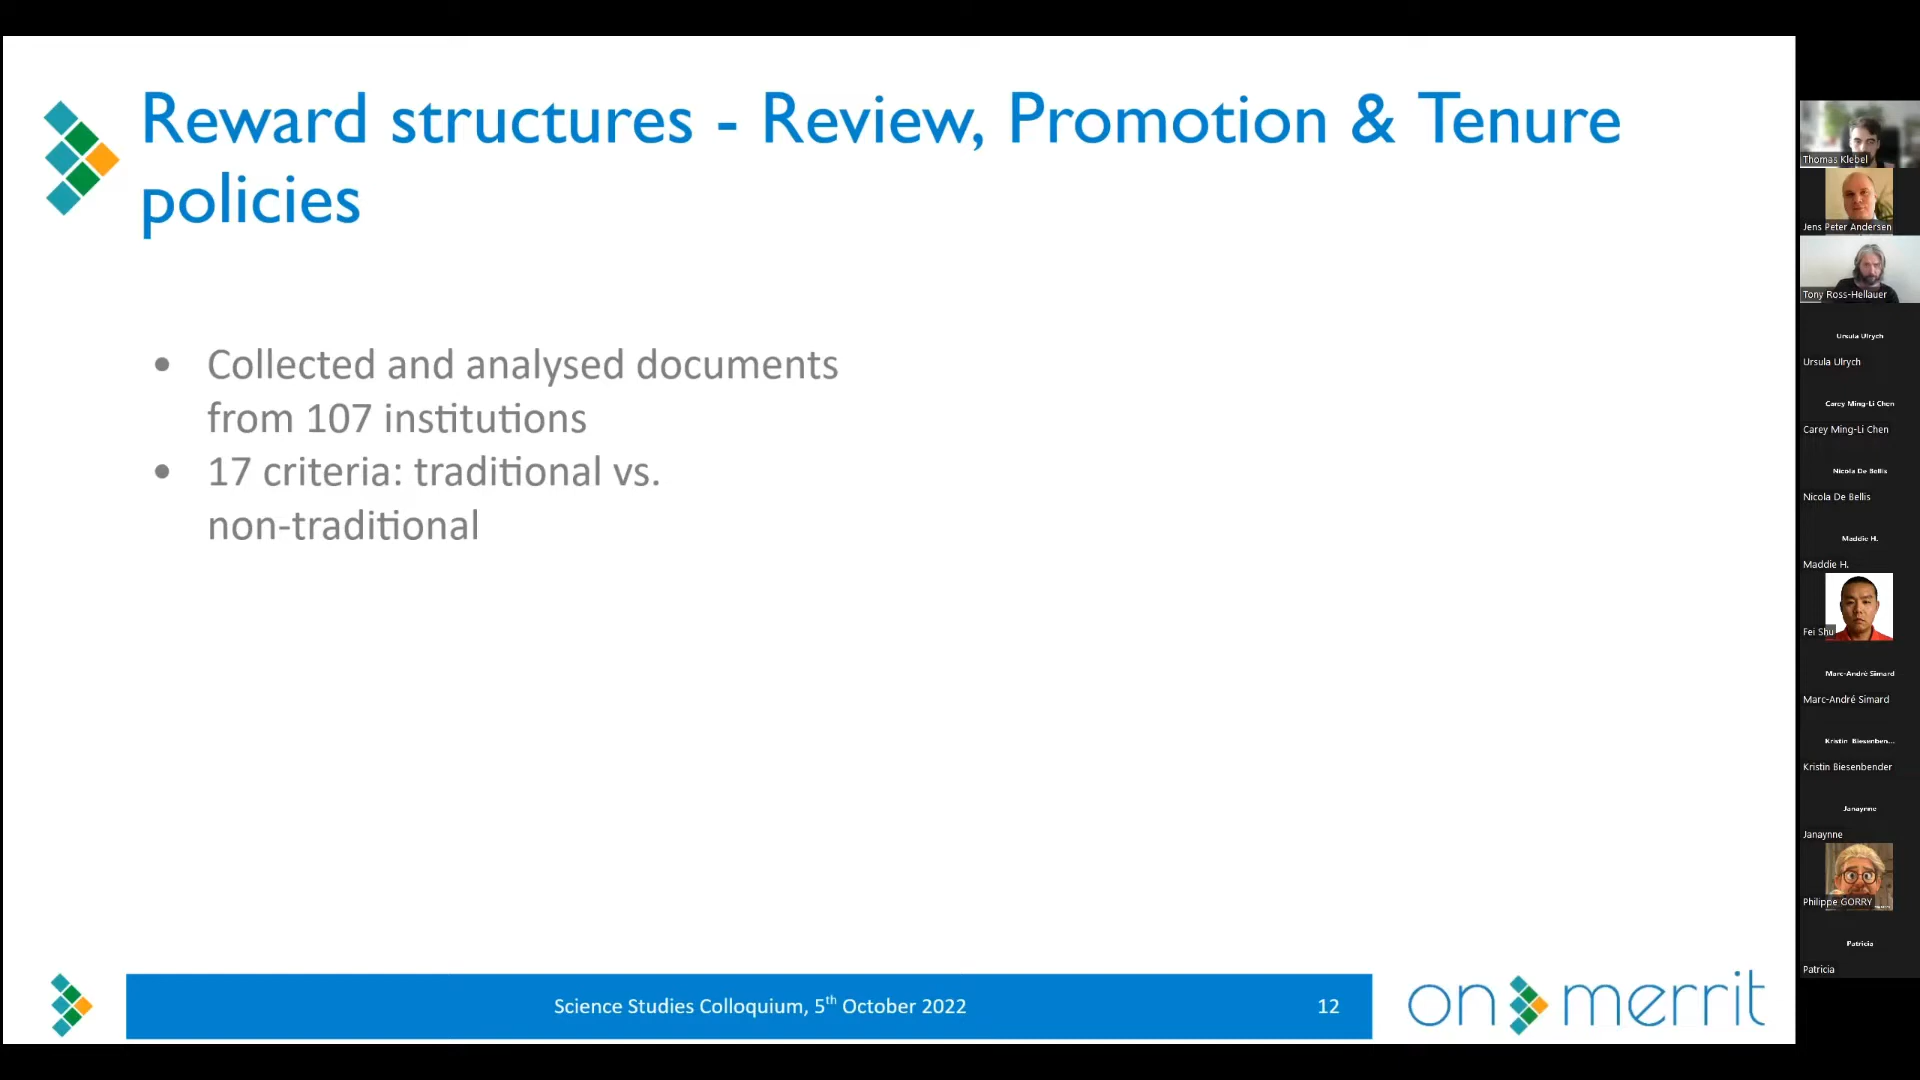 Reward structures - Review, Promotion & Tenure
policies
• Collected and analysed documents
from 107 institutions
• 17 criteria: traditional vs.
non-traditional
Science Studies Colloquium, 5th October 2022
12
on merrit
Thomas Klebel
Jens Peter Andersen
Tony Ross-Hellauer
Ursula Ulrych
Ursula Ulrych
Carey Ming-Li Chen
Carey Ming-Li Chen
Nicola De Bellis
Nicola De Bellis
Maddie H.
Maddie H.
Fei Shu
Marc-André Simard
Marc-André Simard
Kristin Biesenben...
Kristin Biesenbender
Janaynne
Janaynne
Philippe GORRY
Patricia
Patricia